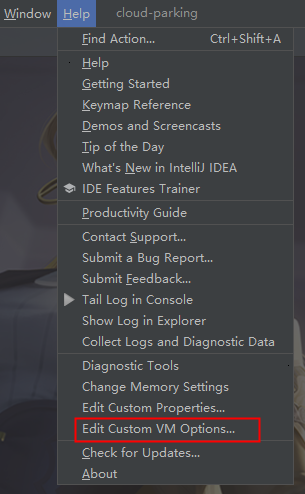 Window Help cloud-parking
Find Action... Ctrl+Shift+A
Help
Getting Started
Keymap Reference
Demos and Screencasts
Tip of the Day
What's New in IntelliJ IDEA
IDE Features Trainer
Productivity Guide
Contact Support...
Submit a Bug Report...
Submit Feedback...
Tail Log in Console
Show Log in Explorer
Collect Logs and Diagnostic Data
Diagnostic Tools
Change Memory Settings
Edit Custom Properties...
Edit Custom VM Options...
Check for Updates...
About